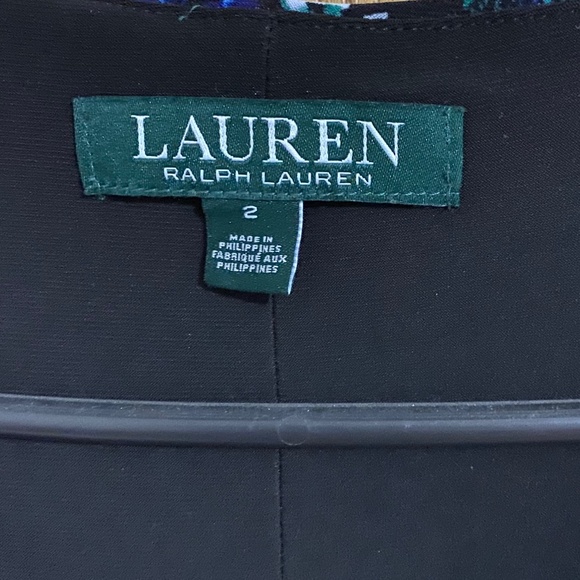 LAUREN
RALPH LAUREN
2
MADE IN
PHILIPPINES
FABRIQUÉ AUX
PHILIPPINES